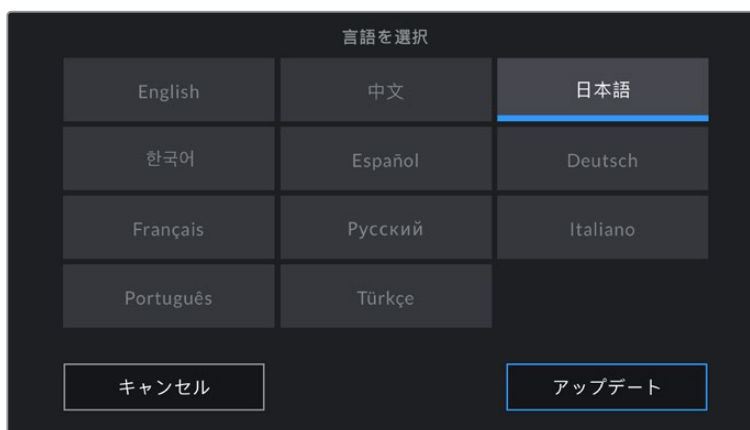 言語を選択
English 中文 日本語
한국어 Español Deutsch
Français Русский Italiano
Português Türkçe
キャンセル アップデート